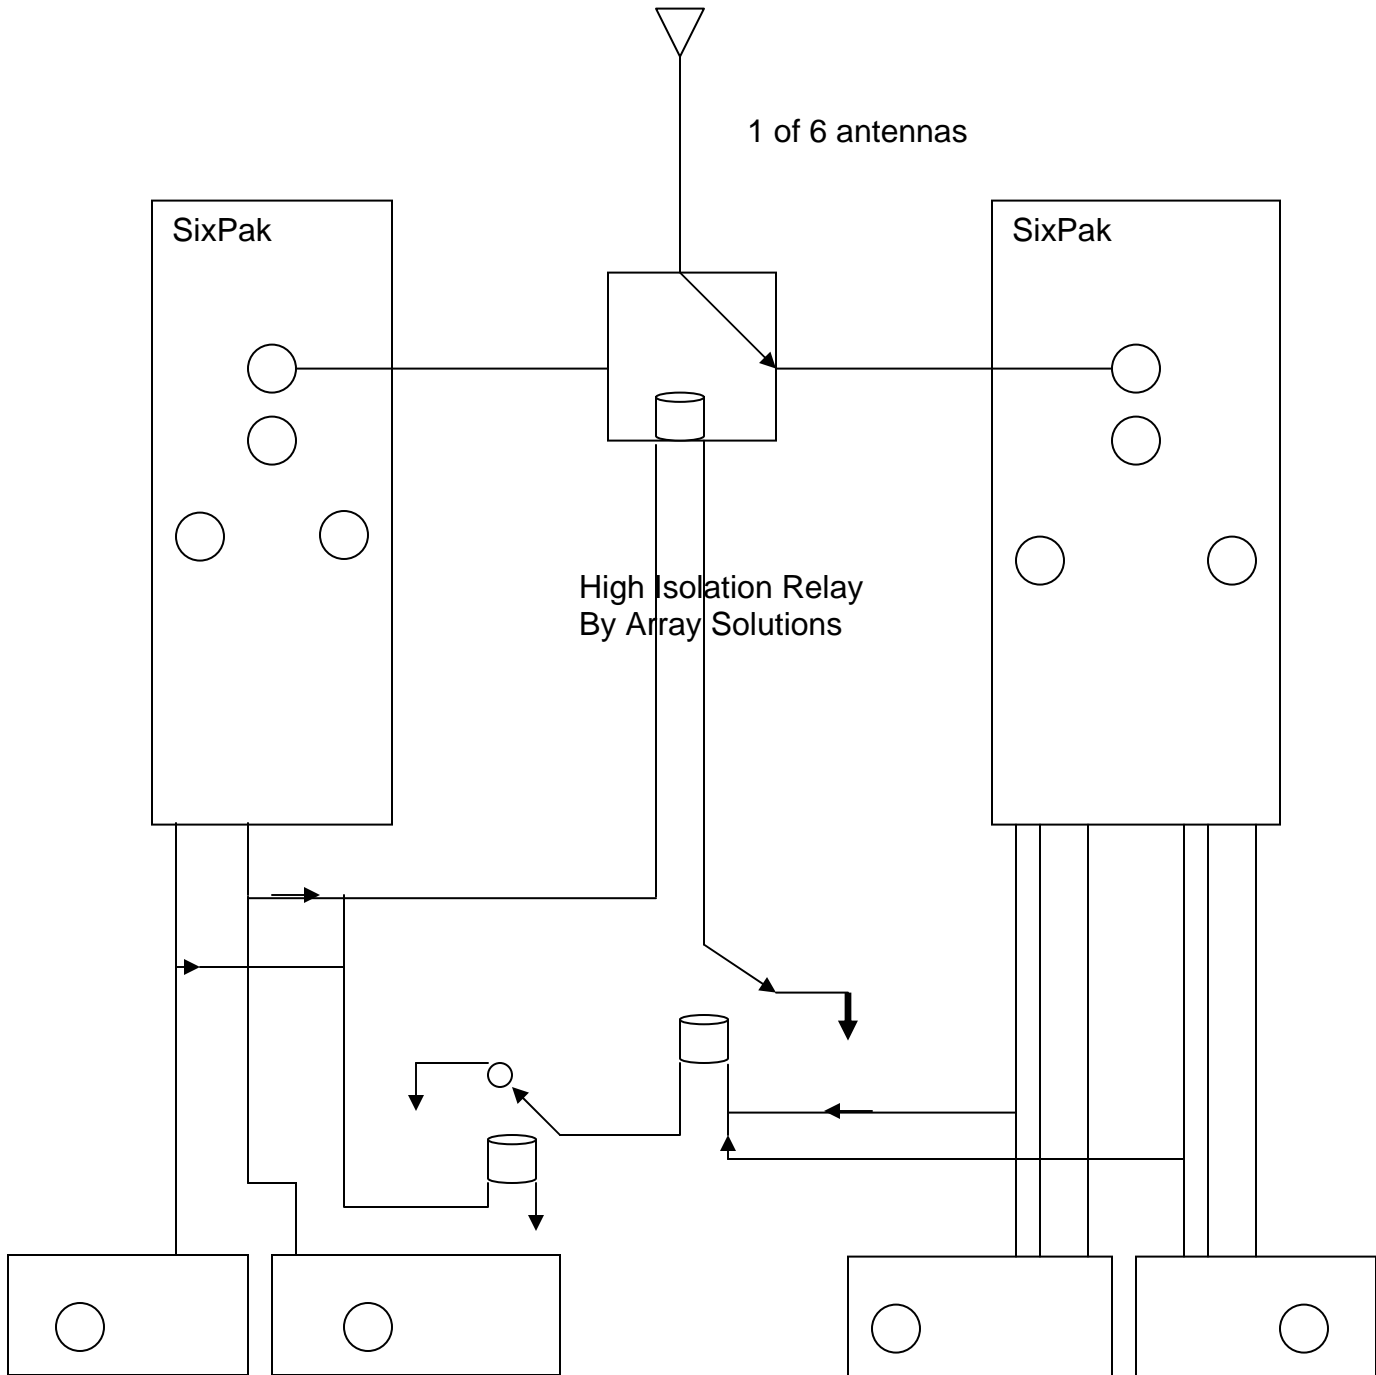 1 of 6 antennas
SixPak
SixPak
High Isolation Relay
By Array Solutions